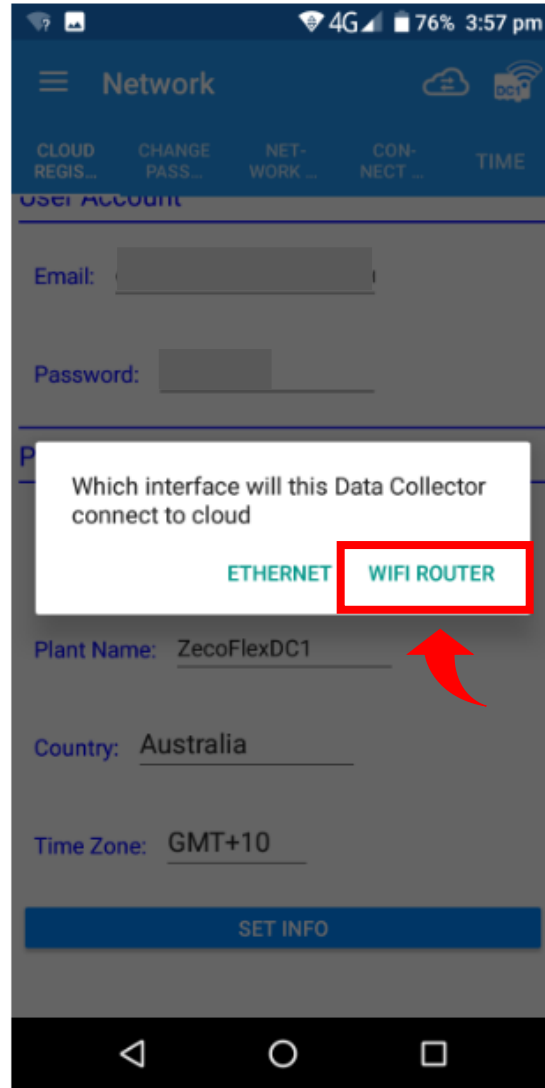 4G 76% 3:57 pm
Network
DC1
CLOUD REGIS... CHANGE PASS... NET-WORK ... CON-NECT ... TIME
User Account
Email:
Password:
P
Which interface will this Data Collector
connect to cloud
ETHERNET WIFI ROUTER
Plant Name: ZecoFlexDC1
Country: Australia
Time Zone: GMT+10
SET INFO